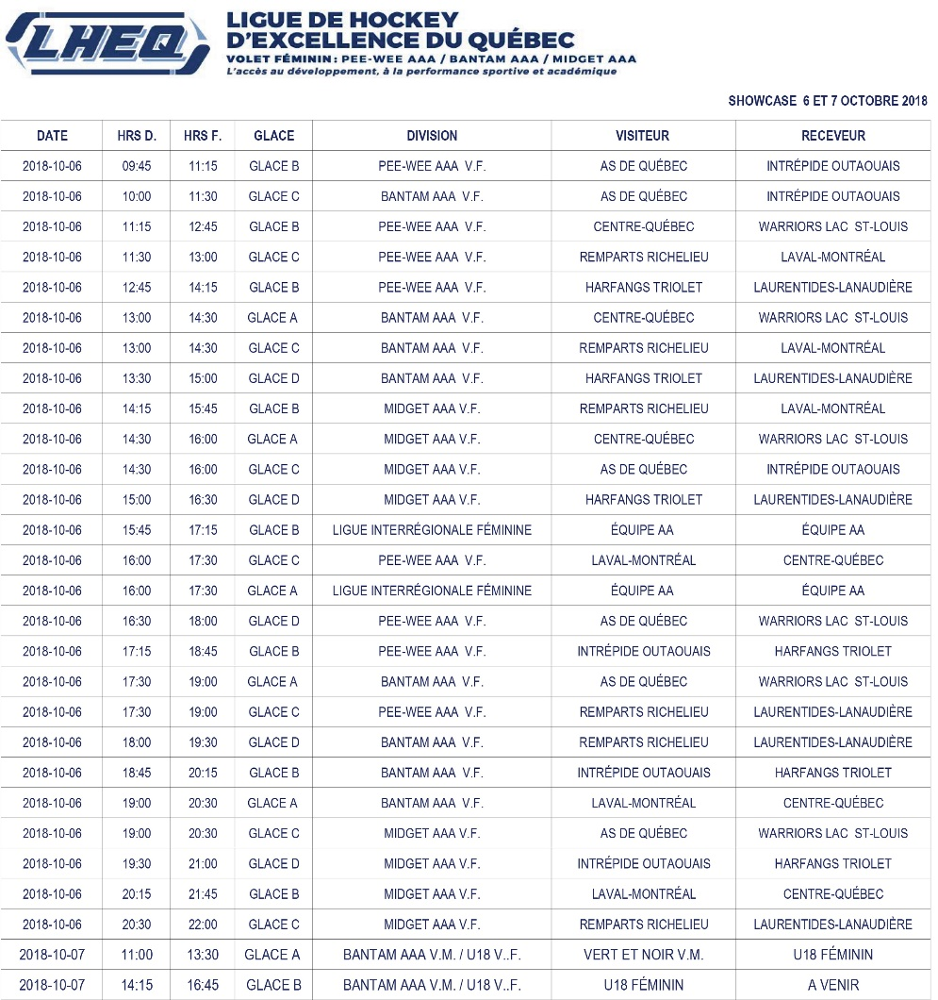 LHEQ
LIGUE DE HOCKEY
D'EXCELLENCE DU QUÉBEC
VOLET FÉMININ : PEE-WEE AAA / BANTAM AAA / MIDGET AAA
L'accès au développement, à la performance sportive et académique
SHOWCASE 6 ET 7 OCTOBRE 2018
DATE HRS D. HRS F. GLACE DIVISION VISITEUR RECEVEUR
2018-10-06 09:45 11:15 GLACE B PEE-WEE AAA V.F. AS DE QUÉBEC INTRÉPIDE OUTAOUAIS
2018-10-06 10:00 11:30 GLACE C BANTAM AAA V.F. AS DE QUÉBEC INTRÉPIDE OUTAOUAIS
2018-10-06 11:15 12:45 GLACE B PEE-WEE AAA V.F. CENTRE-QUÉBEC WARRIORS LAC ST-LOUIS
2018-10-06 11:30 13:00 GLACE C PEE-WEE AAA V.F. REMPARTS RICHELIEU LAVAL-MONTRÉAL
2018-10-06 12:45 14:15 GLACE B PEE-WEE AAA V.F. HARFANGS TRIOLET LAURENTIDES-LANAUDIÈRE
2018-10-06 13:00 14:30 GLACE A BANTAM AAA V.F. CENTRE-QUÉBEC WARRIORS LAC ST-LOUIS
2018-10-06 13:00 14:30 GLACE C BANTAM AAA V.F. REMPARTS RICHELIEU LAVAL-MONTRÉAL
2018-10-06 13:30 15:00 GLACE D BANTAM AAA V.F. HARFANGS TRIOLET LAURENTIDES-LANAUDIÈRE
2018-10-06 14:15 15:45 GLACE B MIDGET AAA V.F. REMPARTS RICHELIEU LAVAL-MONTRÉAL
2018-10-06 14:30 16:00 GLACE A MIDGET AAA V.F. CENTRE-QUÉBEC WARRIORS LAC ST-LOUIS
2018-10-06 14:30 16:00 GLACE C MIDGET AAA V.F. AS DE QUÉBEC INTRÉPIDE OUTAOUAIS
2018-10-06 15:00 16:30 GLACE D MIDGET AAA V.F. HARFANGS TRIOLET LAURENTIDES-LANAUDIÈRE
2018-10-06 15:45 17:15 GLACE B LIGUE INTERRÉGIONALE FÉMININE ÉQUIPE AA ÉQUIPE AA
2018-10-06 16:00 17:30 GLACE C PEE-WEE AAA V.F. LAVAL-MONTRÉAL CENTRE-QUÉBEC
2018-10-06 16:00 17:30 GLACE A LIGUE INTERRÉGIONALE FÉMININE ÉQUIPE AA ÉQUIPE AA
2018-10-06 16:30 18:00 GLACE D PEE-WEE AAA V.F. AS DE QUÉBEC WARRIORS LAC ST-LOUIS
2018-10-06 17:15 18:45 GLACE B PEE-WEE AAA V.F. INTRÉPIDE OUTAOUAIS HARFANGS TRIOLET
2018-10-06 17:30 19:00 GLACE A BANTAM AAA V.F. AS DE QUÉBEC WARRIORS LAC ST-LOUIS
2018-10-06 17:30 19:00 GLACE C PEE-WEE AAA V.F. REMPARTS RICHELIEU LAURENTIDES-LANAUDIÈRE
2018-10-06 18:00 19:30 GLACE D BANTAM AAA V.F. REMPARTS RICHELIEU LAURENTIDES-LANAUDIÈRE
2018-10-06 18:45 20:15 GLACE B BANTAM AAA V.F. INTRÉPIDE OUTAOUAIS HARFANGS TRIOLET
2018-10-06 19:00 20:30 GLACE A BANTAM AAA V.F. LAVAL-MONTRÉAL CENTRE-QUÉBEC
2018-10-06 19:00 20:30 GLACE C MIDGET AAA V.F. AS DE QUÉBEC WARRIORS LAC ST-LOUIS
2018-10-06 19:30 21:00 GLACE D MIDGET AAA V.F. INTRÉPIDE OUTAOUAIS HARFANGS TRIOLET
2018-10-06 20:15 21:45 GLACE B MIDGET AAA V.F. LAVAL-MONTRÉAL CENTRE-QUÉBEC
2018-10-06 20:30 22:00 GLACE C MIDGET AAA V.F. REMPARTS RICHELIEU LAURENTIDES-LANAUDIÈRE
2018-10-07 11:00 13:30 GLACE A BANTAM AAA V.M. / U18 V..F. VERT ET NOIR V.M. U18 FÉMININ
2018-10-07 14:15 16:45 GLACE B BANTAM AAA V.M. / U18 V..F. U18 FÉMININ A VENIR